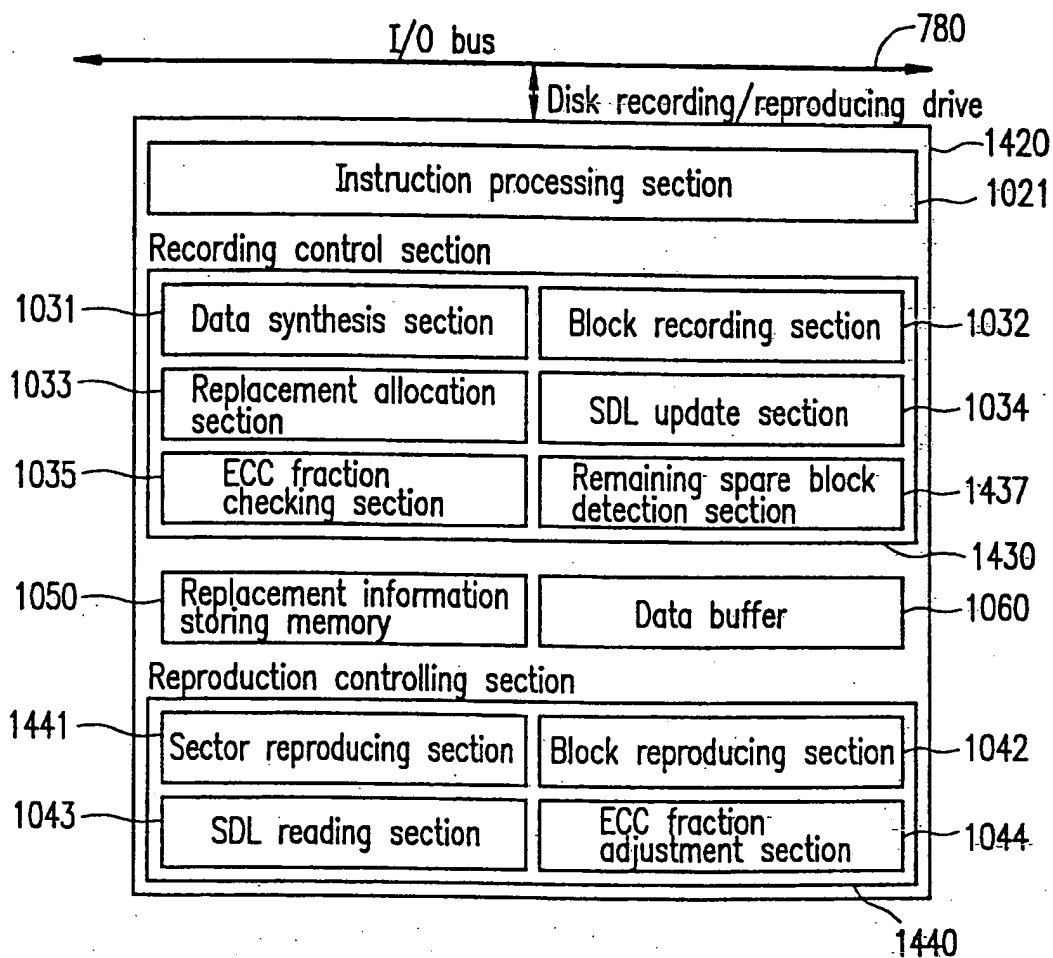 I/O bus
780
Disk recording/reproducing drive
1420
Instruction processing section
1021
Recording control section
1031
Data synthesis section
Block recording section
1032
1033
Replacement allocation
section
SDL update section
1034
1035
ECC fraction
checking section
Remaining spare block
detection section
1437
1430
1050
Replacement information
storing memory
Data buffer
1060
Reproduction controlling section
1441
Sector reproducing section
Block reproducing section
1042
1043
SDL reading section
ECC fraction
adjustment section
1044
1440